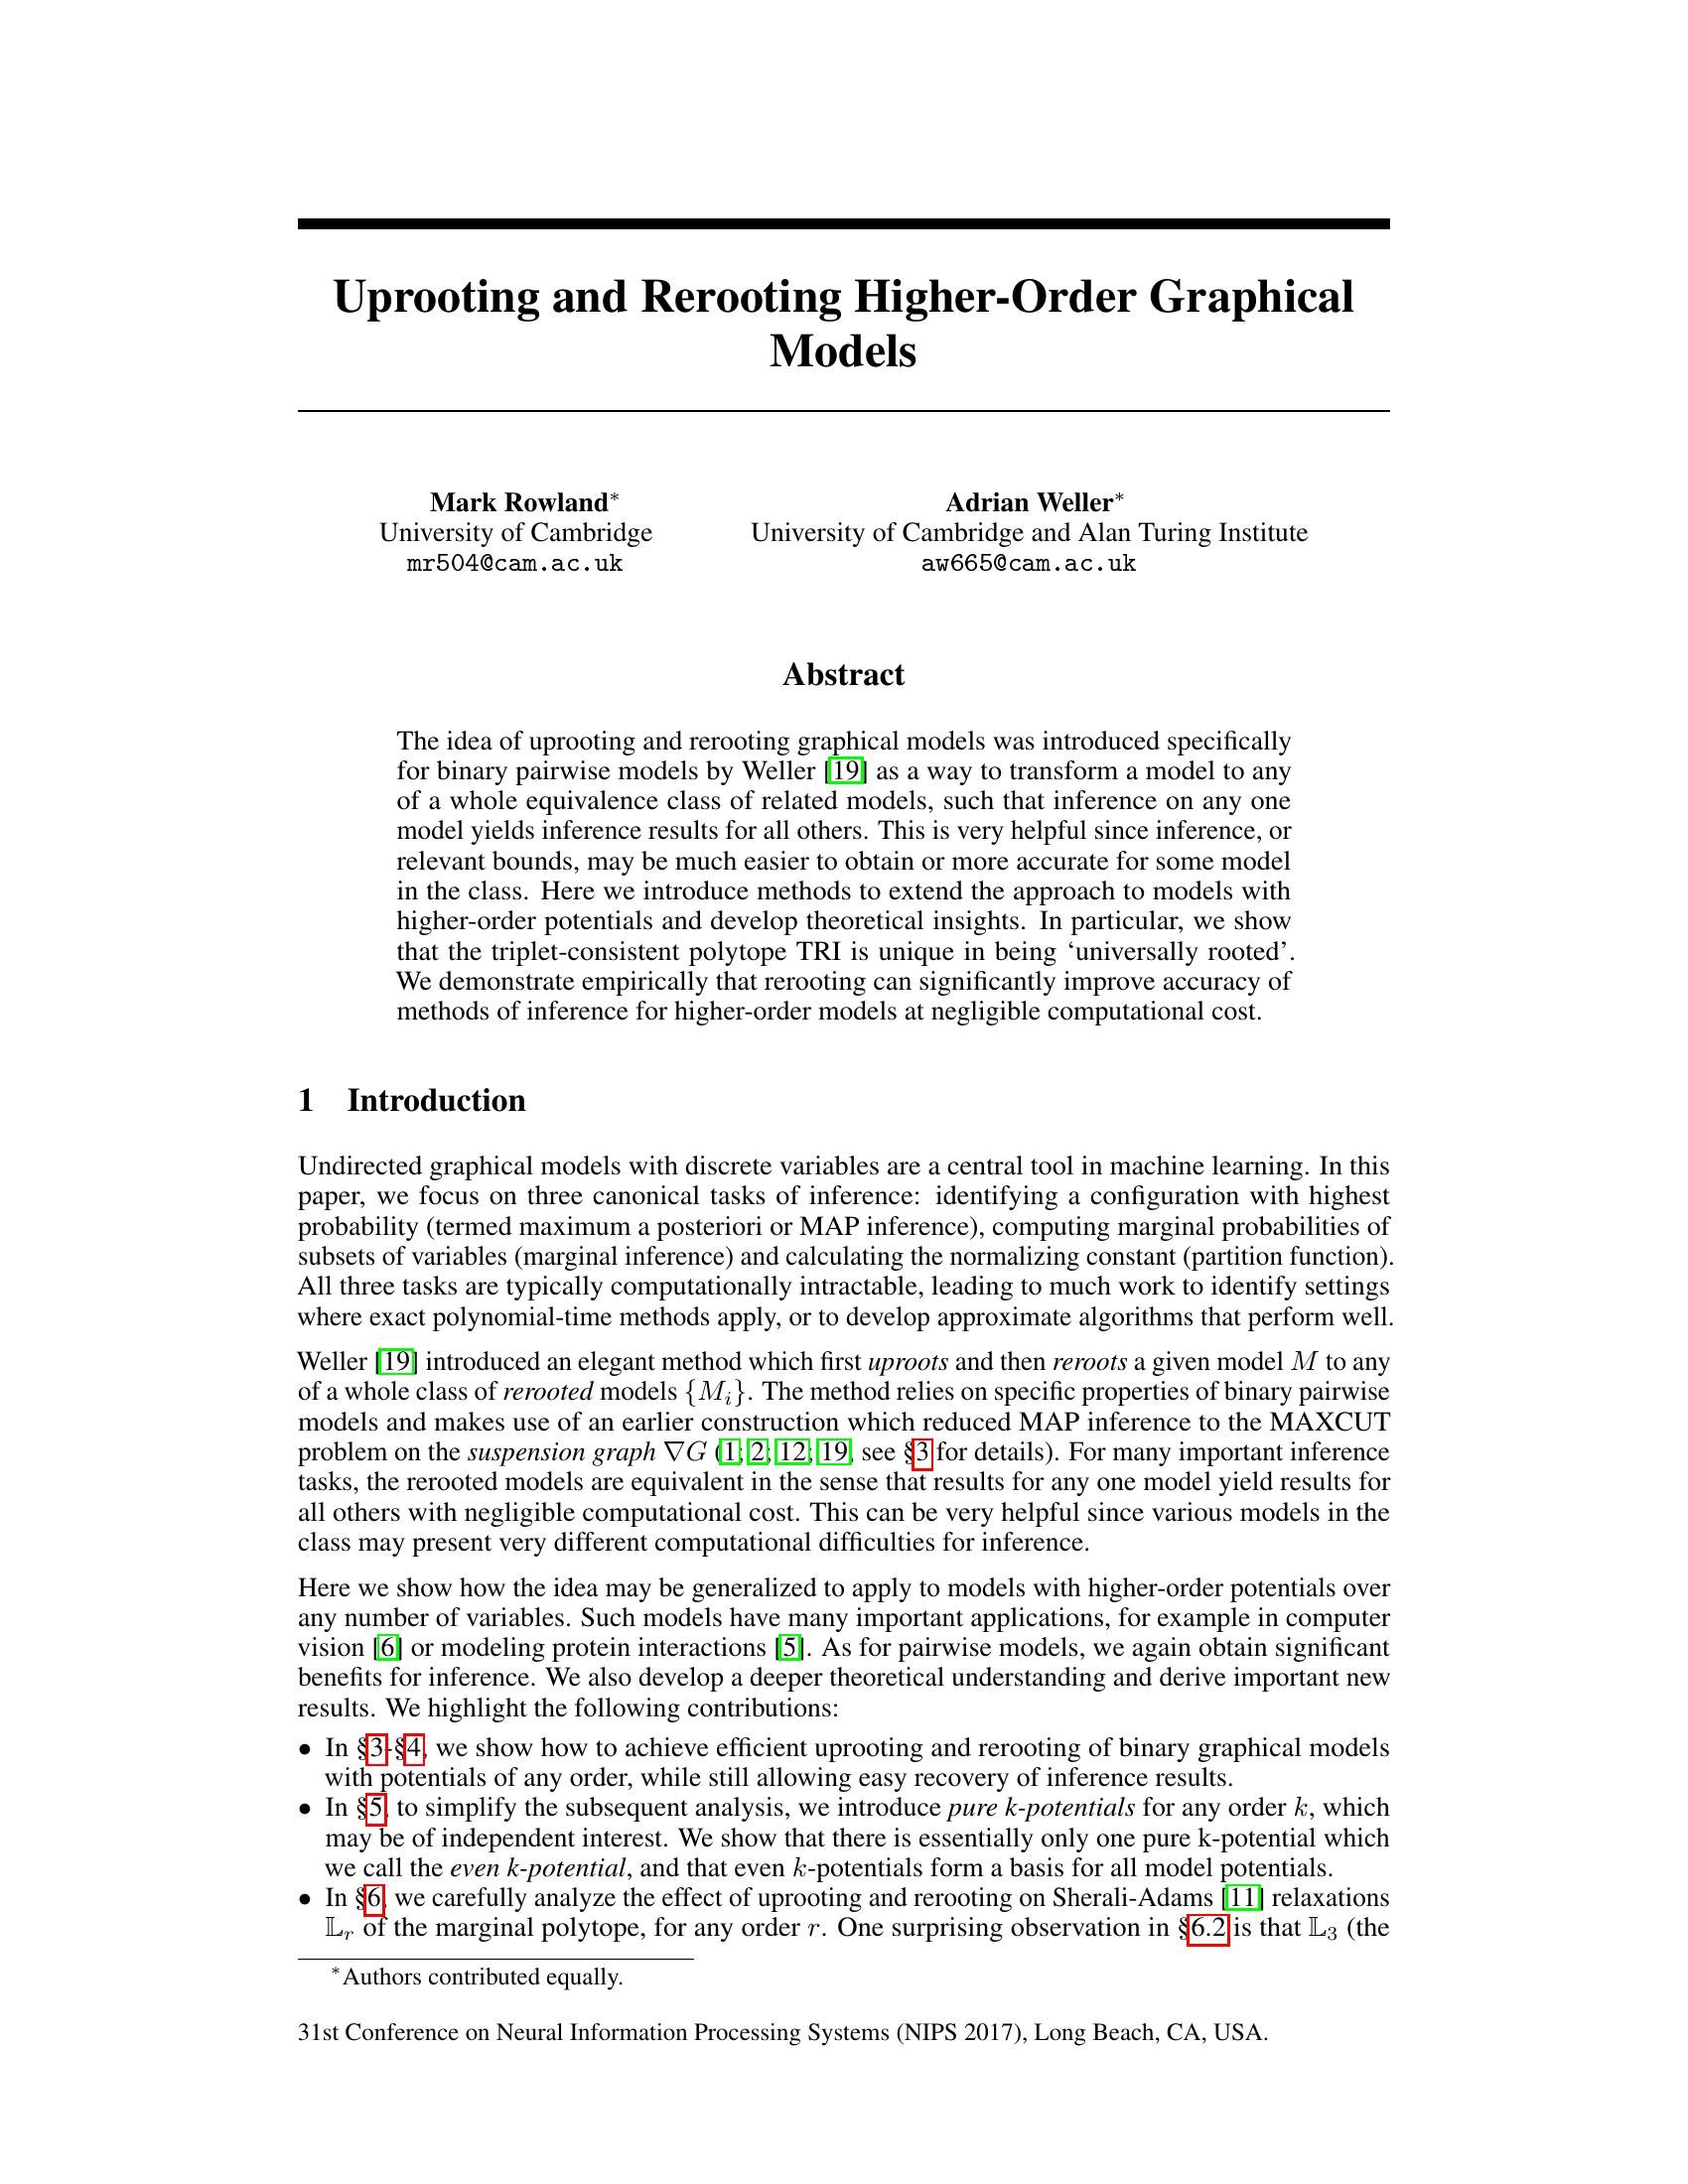 Uprooting and Rerooting Higher-Order Graphical
Models
Mark Rowland∗
University of Cambridge
mr504@cam.ac.uk
Adrian Weller∗
University of Cambridge and Alan Turing Institute
aw665@cam.ac.uk
Abstract
The idea of uprooting and rerooting graphical models was introduced specifically
for binary pairwise models by Weller [19] as a way to transform a model to any
of a whole equivalence class of related models, such that inference on any one
model yields inference results for all others. This is very helpful since inference, or
relevant bounds, may be much easier to obtain or more accurate for some model
in the class. Here we introduce methods to extend the approach to models with
higher-order potentials and develop theoretical insights. In particular, we show
that the triplet-consistent polytope TRI is unique in being ‘universally rooted’.
We demonstrate empirically that rerooting can significantly improve accuracy of
methods of inference for higher-order models at negligible computational cost.
1 Introduction
Undirected graphical models with discrete variables are a central tool in machine learning. In this
paper, we focus on three canonical tasks of inference: identifying a configuration with highest
probability (termed maximum a posteriori or MAP inference), computing marginal probabilities of
subsets of variables (marginal inference) and calculating the normalizing constant (partition function).
All three tasks are typically computationally intractable, leading to much work to identify settings
where exact polynomial-time methods apply, or to develop approximate algorithms that perform well.
Weller [19] introduced an elegant method which first uproots and then reroots a given model M to any
of a whole class of rerooted models {Mᵢ}. The method relies on specific properties of binary pairwise
models and makes use of an earlier construction which reduced MAP inference to the MAXCUT
problem on the suspension graph ∇G (1; 2; 12; 19, see §3 for details). For many important inference
tasks, the rerooted models are equivalent in the sense that results for any one model yield results for
all others with negligible computational cost. This can be very helpful since various models in the
class may present very different computational difficulties for inference.
Here we show how the idea may be generalized to apply to models with higher-order potentials over
any number of variables. Such models have many important applications, for example in computer
vision [6] or modeling protein interactions [5]. As for pairwise models, we again obtain significant
benefits for inference. We also develop a deeper theoretical understanding and derive important new
results. We highlight the following contributions:
• In §3-§4, we show how to achieve efficient uprooting and rerooting of binary graphical models
with potentials of any order, while still allowing easy recovery of inference results.
• In §5, to simplify the subsequent analysis, we introduce pure k-potentials for any order k, which
may be of independent interest. We show that there is essentially only one pure k-potential which
we call the even k-potential, and that even k-potentials form a basis for all model potentials.
• In §6, we carefully analyze the effect of uprooting and rerooting on Sherali-Adams [11] relaxations
𝕃ᵣ of the marginal polytope, for any order r. One surprising observation in §6.2 is that 𝕃₃ (the
∗Authors contributed equally.
31st Conference on Neural Information Processing Systems (NIPS 2017), Long Beach, CA, USA.